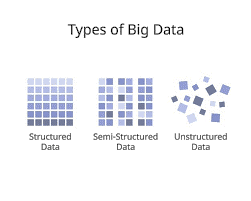 Types of Big Data
Structured
Data
Semi-Structured
Data
Unstructured
Data